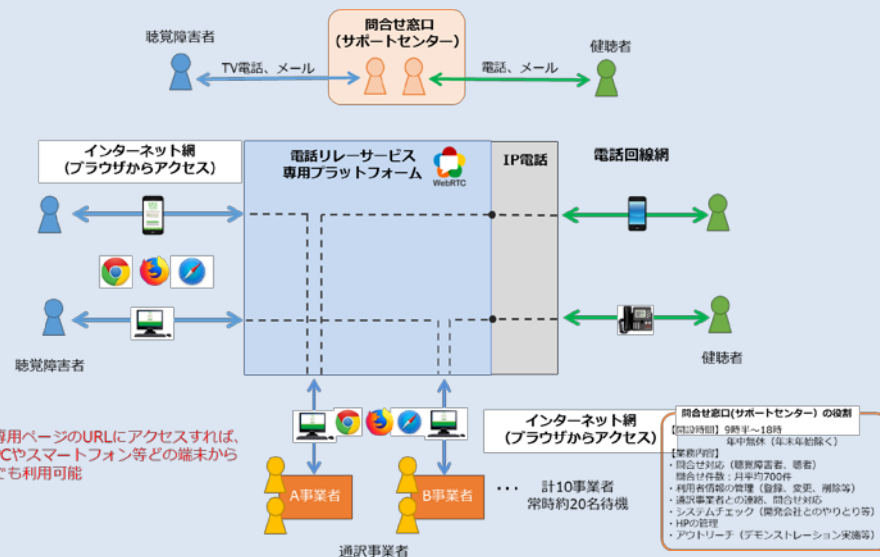 聴覚障害者
問合せ窓口
(サポートセンター)
健聴者
TV電話、メール
電話、メール
インターネット網
(ブラウザからアクセス)
電話リレーサービス
専用プラットフォーム
WebRTC
IP電話
電話回線網
聴覚障害者
健聴者
専用ページのURLにアクセスすれば、
PCやスマートフォン等どの端末から
でも利用可能
インターネット網
(ブラウザからアクセス)
A事業者
B事業者
… 計10事業者
常時約20名待機
通訳事業者
問合せ窓口(サポートセンター)の役割
【開設時間】9時半~18時
年中無休(年末年始除く)
【業務内容】
・問合せ対応(聴覚障害者、聴者)
問合せ件数:月平均700件
・利用者情報の管理(登録、変更、削除等)
・通訳事業者との連絡、問合せ対応
・システムチェック(開発会社とのやりとり等)
・HPの管理
・アウトリーチ(デモンストレーション実施等)